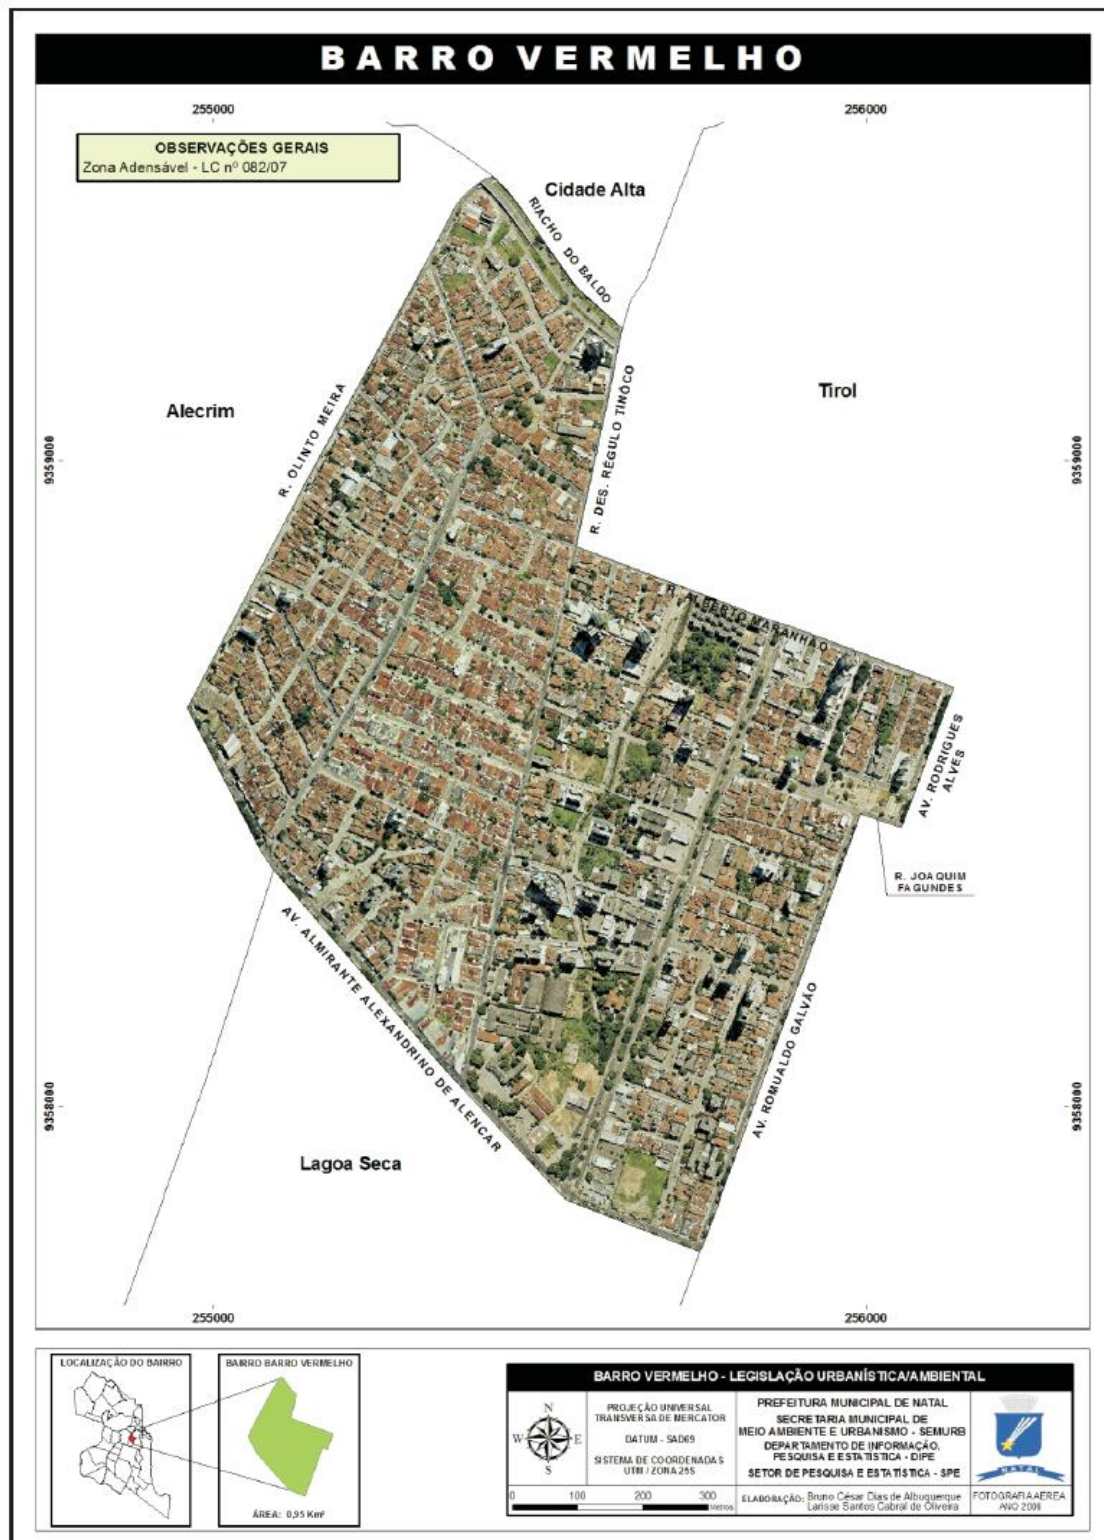 BARRO VERMELHO
255000
256000
OBSERVAÇÕES GERAIS
Zona Adensável - LC nº 082/07
Cidade Alta
RIACHO DO BALDO
Tirol
Alecrim
R. OLINTO MEIRA
R. DES. RÉGULO TINÔCO
9359000
9359000
R. ALBERTO MARANHÃO
AV. RODRIGUES
ALVES
R. JOAQUIM
FAGUNDES
AV. ALMIRANTE ALEXANDRINO DE ALENCAR
AV. ROMUALDO GALVÃO
9358000
9358000
Lagoa Seca
255000
256000
LOCALIZAÇÃO DO BAIRRO
BAIRRO BARRO VERMELHO
ÁREA: 0,95 Km²
BARRO VERMELHO - LEGISLAÇÃO URBANÍSTICA/AMBIENTAL
N
W
E
S
PROJEÇÃO UNIVERSAL
TRANSVERSA DE MERCATOR
DATUM - SAD69
SISTEMA DE COORDENADAS
UTM / ZONA 25S
0 100 200 300
Metros
PREFEITURA MUNICIPAL DE NATAL
SECRETARIA MUNICIPAL DE
MEIO AMBIENTE E URBANISMO - SEMURB
DEPARTAMENTO DE INFORMAÇÃO,
PESQUISA E ESTATÍSTICA - DIPE
SETOR DE PESQUISA E ESTATÍSTICA - SPE
ELABORAÇÃO: Bruno César Dias de Albuquerque
Larisse Santos Cabral de Oliveira
NATAL
FOTOGRAFIA AÉREA
ANO 2006